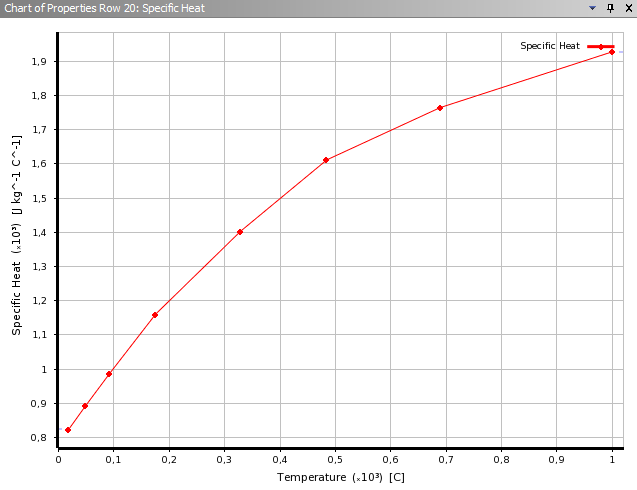 Chart of Properties Row 20: Specific Heat
Specific Heat
1,9
1,8
1,7
1,6
1,5
1,4
1,3
1,2
1,1
1
0,9
0,8
Specific Heat (ₓ10³) [J kg^-1 C^-1]
0 0,1 0,2 0,3 0,4 0,5 0,6 0,7 0,8 0,9 1
Temperature (ₓ10³) [C]